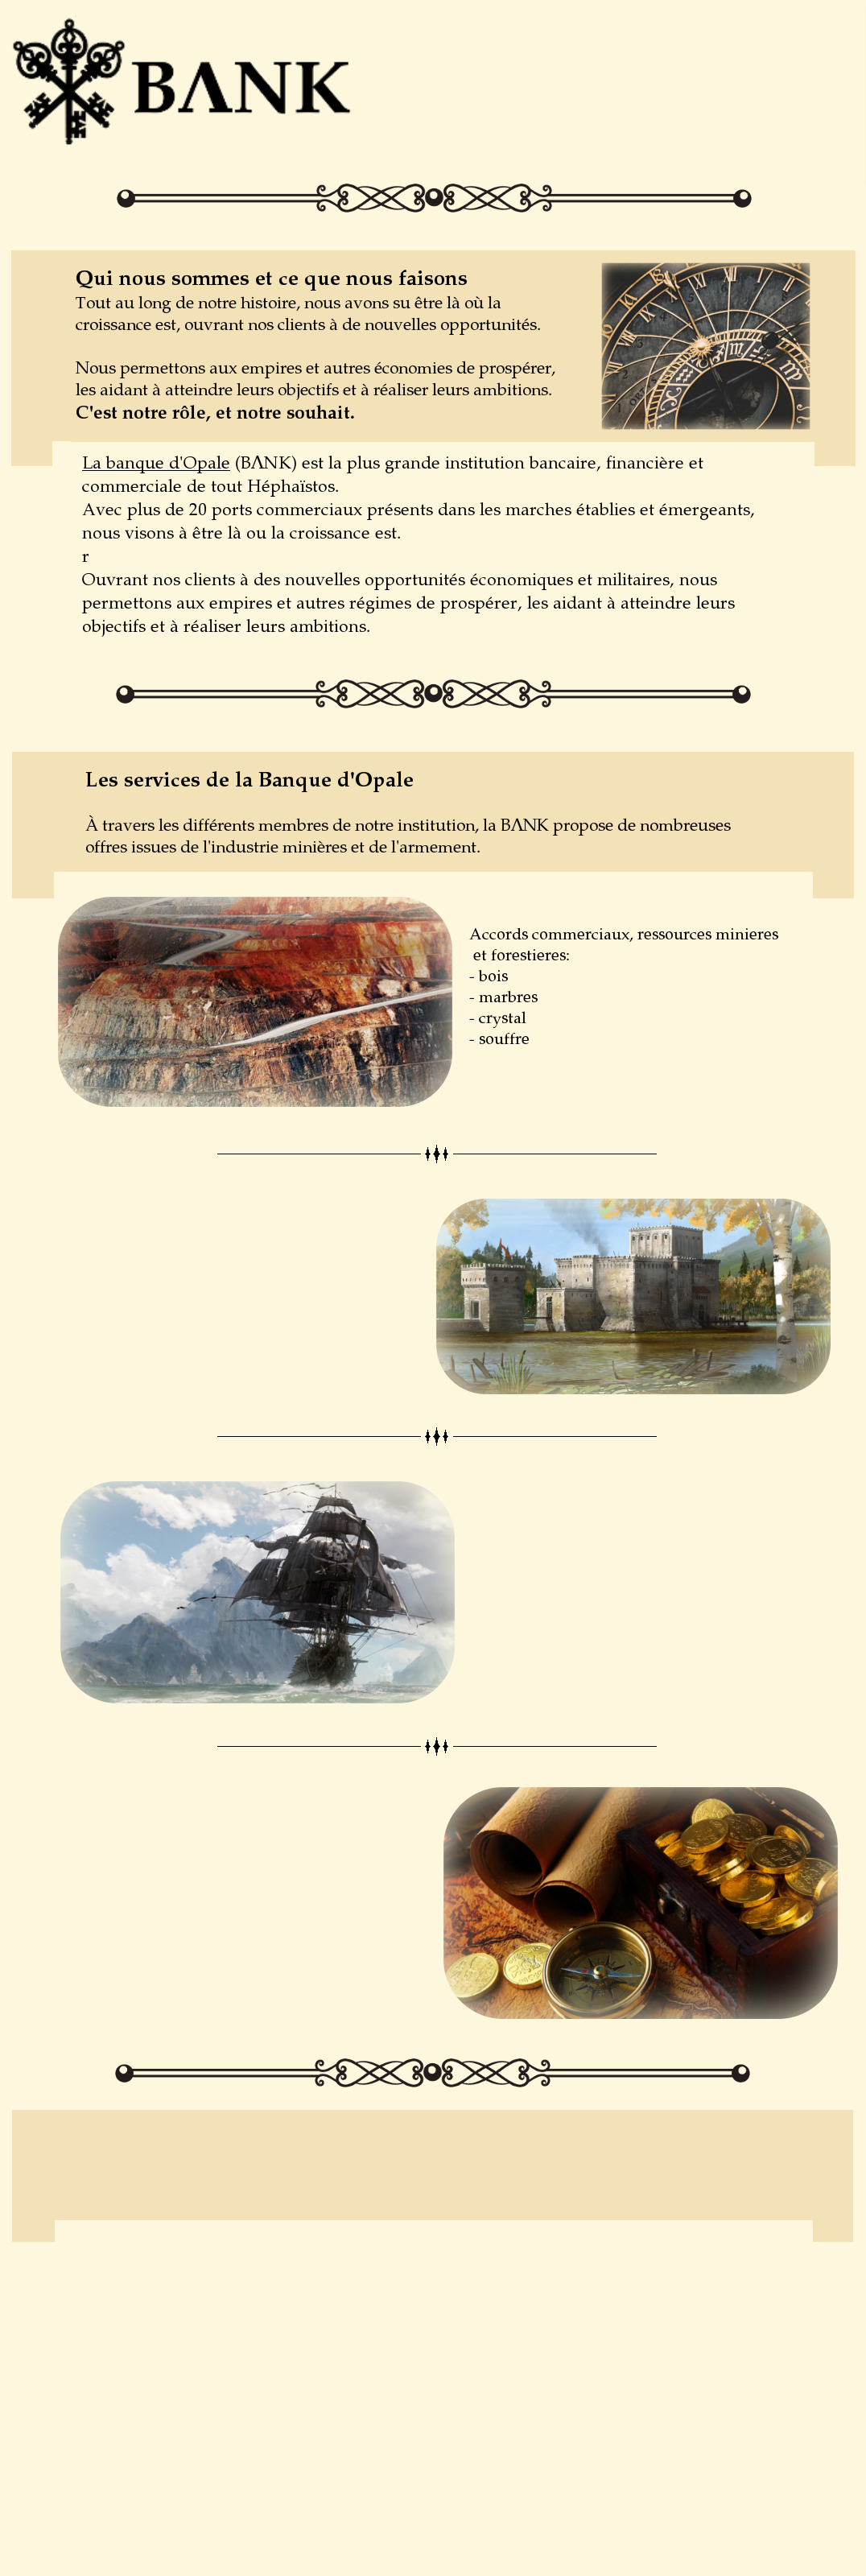 BΛNK
Qui nous sommes et ce que nous faisons
Tout au long de notre histoire, nous avons su être là où la
croissance est, ouvrant nos clients à de nouvelles opportunités.
Nous permettons aux empires et autres économies de prospérer,
les aidant à atteindre leurs objectifs et à réaliser leurs ambitions.
C'est notre rôle, et notre souhait.
La banque d'Opale (BΛNK) est la plus grande institution bancaire, financière et
commerciale de tout Héphaïstos.
Avec plus de 20 ports commerciaux présents dans les marches établies et émergeants,
nous visons à être là ou la croissance est.
r
Ouvrant nos clients à des nouvelles opportunités économiques et militaires, nous
permettons aux empires et autres régimes de prospérer, les aidant à atteindre leurs
objectifs et à réaliser leurs ambitions.
Les services de la Banque d'Opale
À travers les différents membres de notre institution, la BΛNK propose de nombreuses
offres issues de l'industrie minières et de l'armement.
Accords commerciaux, ressources minieres
et forestieres:
- bois
- marbres
- crystal
- souffre